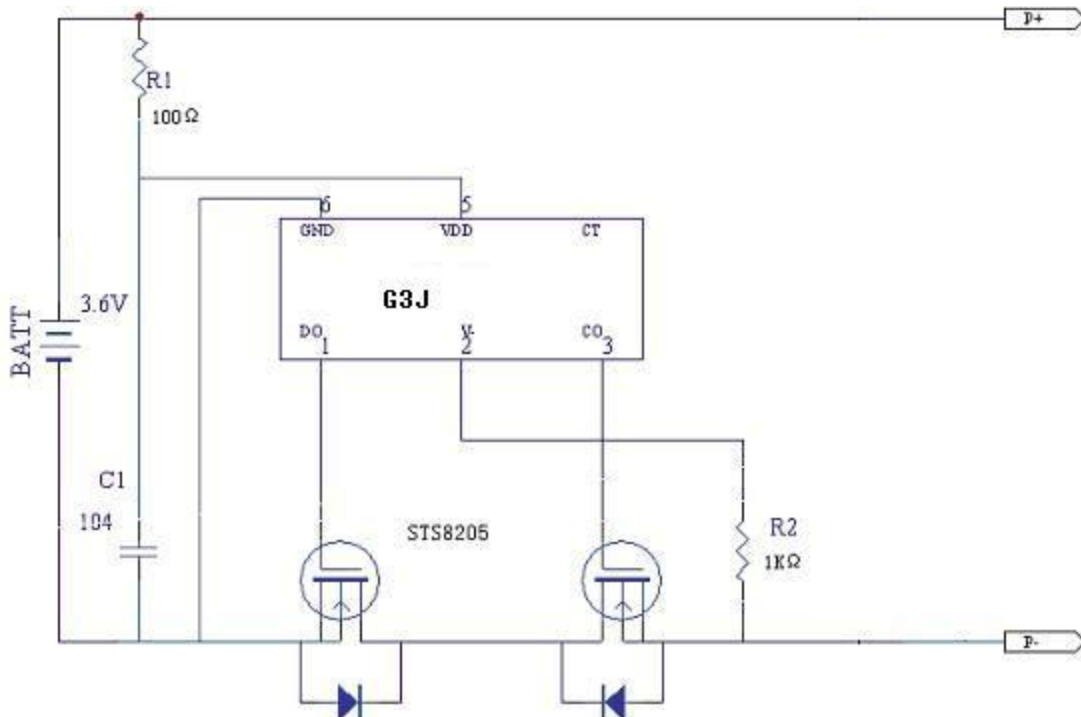 P+
R1
100Ω
6
5
GND
VDD
CT
G3J
3.6V
BATT
DO
V-
CO
1
2
3
C1
104
STS8205
R2
1KΩ
P-